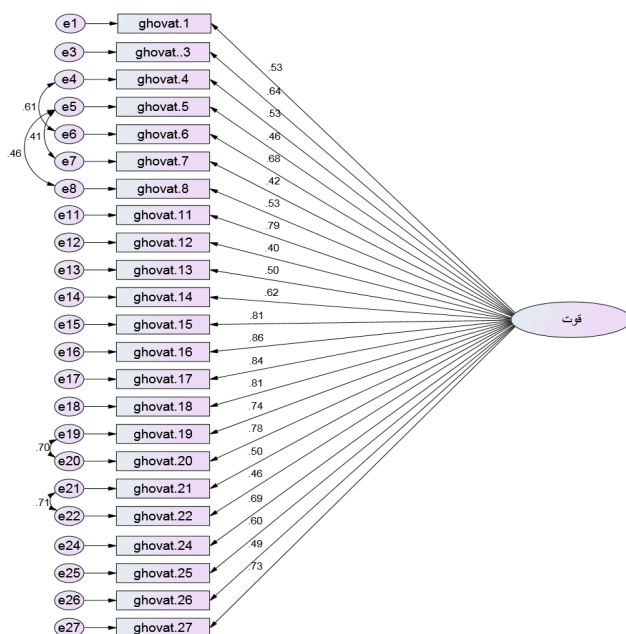 e1 ghovat.1
.53
e3 ghovat..3
.64
e4 ghovat.4
.53
e5 ghovat.5
.46
.61
e6 ghovat.6
.41
.68
e7 ghovat.7
.46
.42
e8 ghovat.8
.53
e11 ghovat.11
.79
e12 ghovat.12
.40
e13 ghovat.13
.50
e14 ghovat.14
.62
e15 ghovat.15
.81
قوت
e16 ghovat.16
.86
e17 ghovat.17
.84
e18 ghovat.18
.81
e19 ghovat.19
.74
.70
e20 ghovat.20
.78
e21 ghovat.21
.50
.71
e22 ghovat.22
.46
e24 ghovat.24
.69
e25 ghovat.25
.60
e26 ghovat.26
.49
e27 ghovat.27
.73